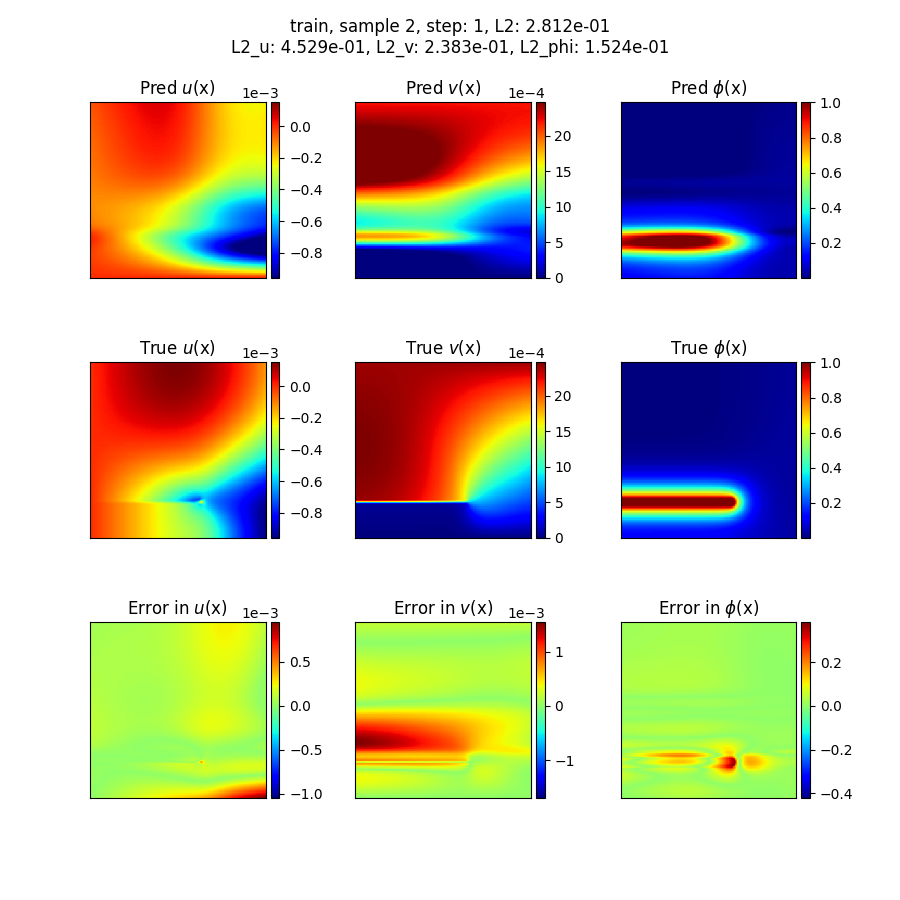 train, sample 2, step: 1, L2: 2.812e-01
L2_u: 4.529e-01, L2_v: 2.383e-01, L2_phi: 1.524e-01
Pred u(x)
1e−3
0.0
−0.2
−0.4
−0.6
−0.8
Pred v(x)
1e−4
20
15
10
5
0
Pred ϕ(x)
1.0
0.8
0.6
0.4
0.2
True u(x)
1e−3
0.0
−0.2
−0.4
−0.6
−0.8
True v(x)
1e−4
20
15
10
5
0
True ϕ(x)
1.0
0.8
0.6
0.4
0.2
Error in u(x)
1e−3
0.5
0.0
−0.5
−1.0
Error in v(x)
1e−3
1
0
−1
Error in ϕ(x)
0.2
0.0
−0.2
−0.4